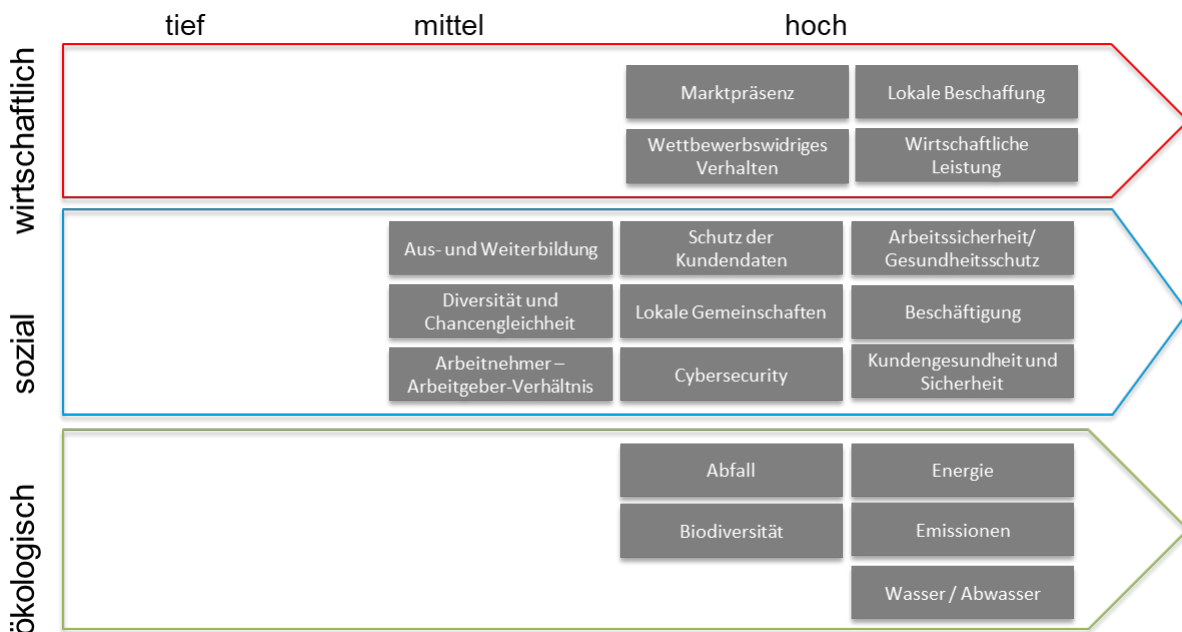 tief mittel hoch
wirtschaftlich
Marktpräsenz
Lokale Beschaffung
Wettbewerbswidriges
Verhalten
Wirtschaftliche
Leistung
sozial
Aus- und Weiterbildung
Schutz der
Kundendaten
Arbeitssicherheit/
Gesundheitsschutz
Diversität und
Chancengleichheit
Lokale Gemeinschaften
Beschäftigung
Arbeitnehmer –
Arbeitgeber-Verhältnis
Cybersecurity
Kundengesundheit und
Sicherheit
ökologisch
Abfall
Energie
Biodiversität
Emissionen
Wasser / Abwasser